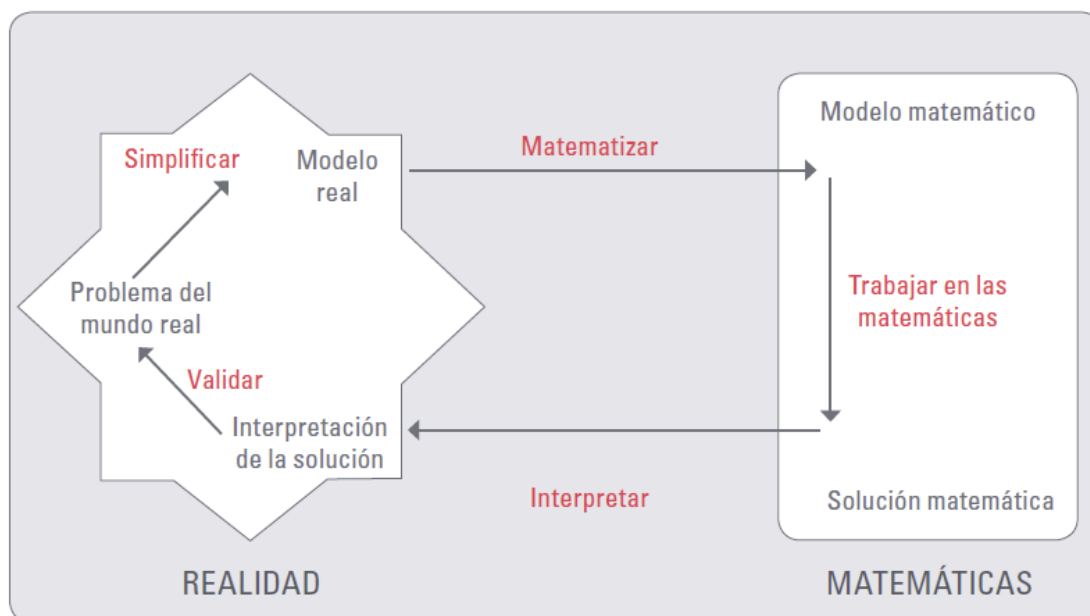 Modelo matemático
Simplificar
Modelo
real
Matematizar
Problema del
mundo real
Trabajar en las
matemáticas
Validar
Interpretación
de la solución
Interpretar
Solución matemática
REALIDAD
MATEMÁTICAS